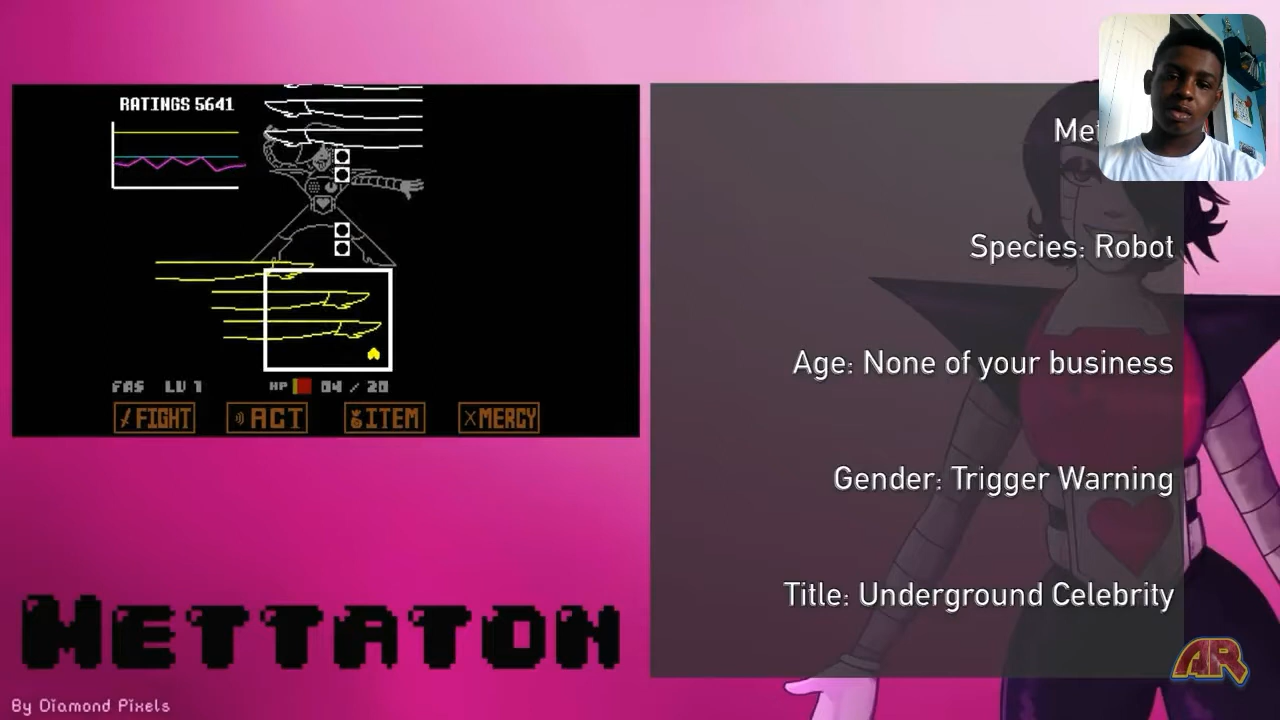 RATINGS 5641
FAS LV 1 HP 04 / 20
FIGHT ACT ITEM MERCY
METTATON
By Diamond Pixels
Species: Robot
Age: None of your business
Gender: Trigger Warning
Title: Underground Celebrity
AR